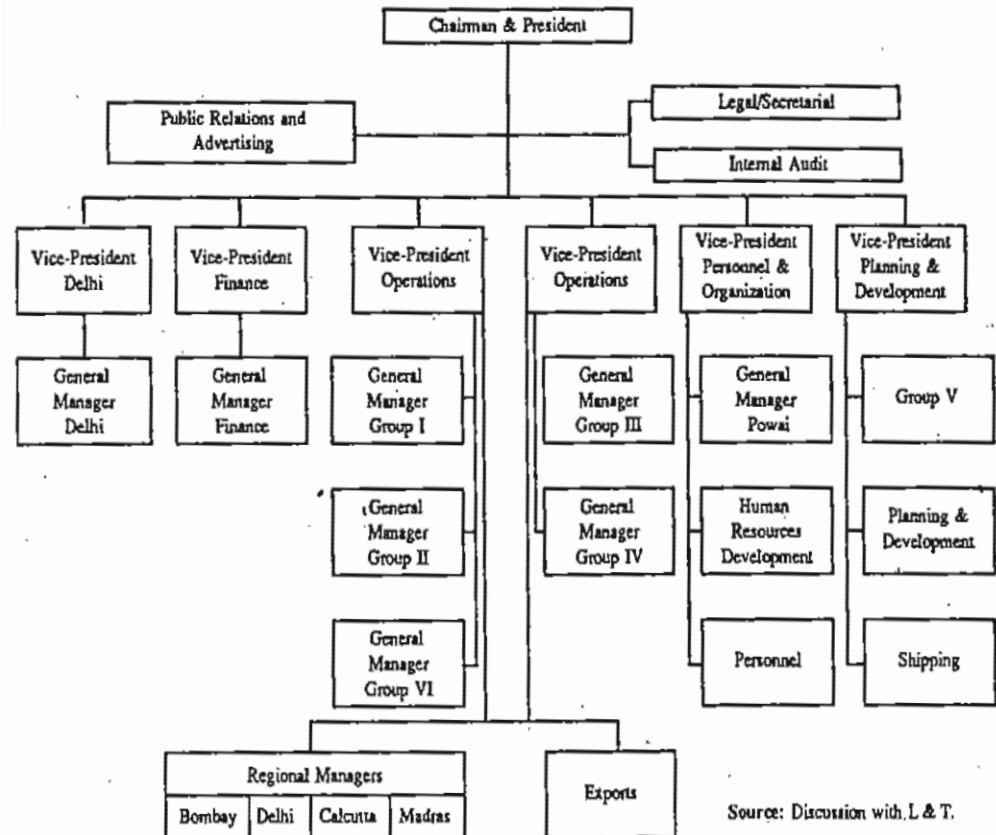 Chairman & President
Public Relations and
Advertising
Legal/Secretarial
Internal Audit
Vice-President
Delhi
Vice-President
Finance
Vice-President
Operations
Vice-President
Operations
Vice-President
Personnel &
Organization
Vice-President
Planning &
Development
General
Manager
Delhi
General
Manager
Finance
General
Manager
Group I
General
Manager
Group III
General
Manager
Powai
Group V
General
Manager
Group II
General
Manager
Group IV
Human
Resources
Development
Planning &
Development
General
Manager
Group VI
Personnel
Shipping
Regional Managers
Bombay Delhi Calcutta Madras
Exports
Source: Discussion with L & T.